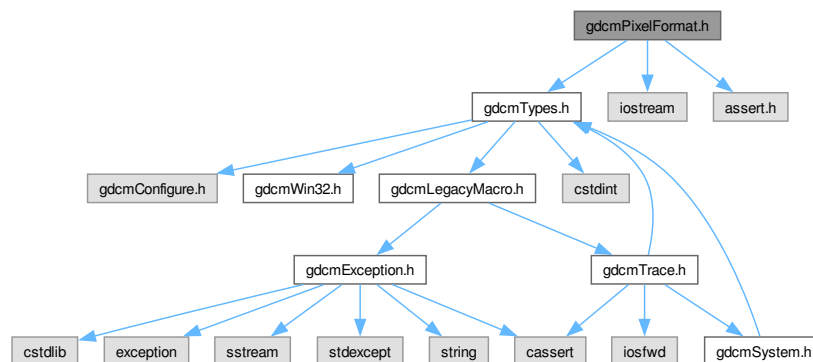 gdcmPixelFormat.h
gdcmTypes.h
iostream
assert.h
gdcmConfigure.h
gdcmWin32.h
gdcmLegacyMacro.h
cstdint
gdcmException.h
gdcmTrace.h
cstdlib
exception
sstream
stdexcept
string
cassert
iosfwd
gdcmSystem.h